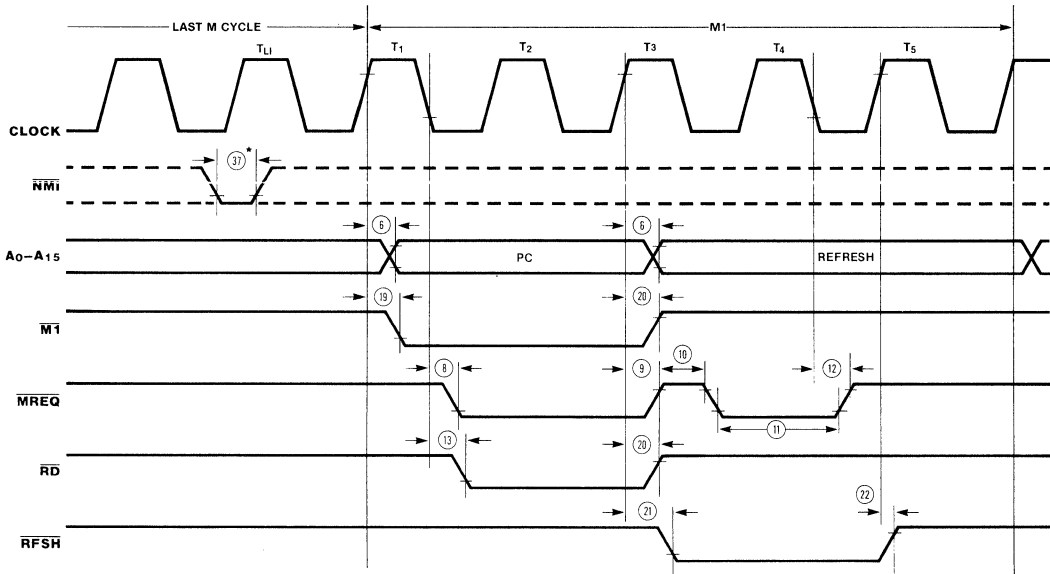 LAST M CYCLE M1
TLI T1 T2 T3 T4 T5
CLOCK
37*
NMI
6 6
A0–A15 PC REFRESH
19 20
M1
8 9 10 12
MREQ
11
13 20
RD
22
21
RFSH